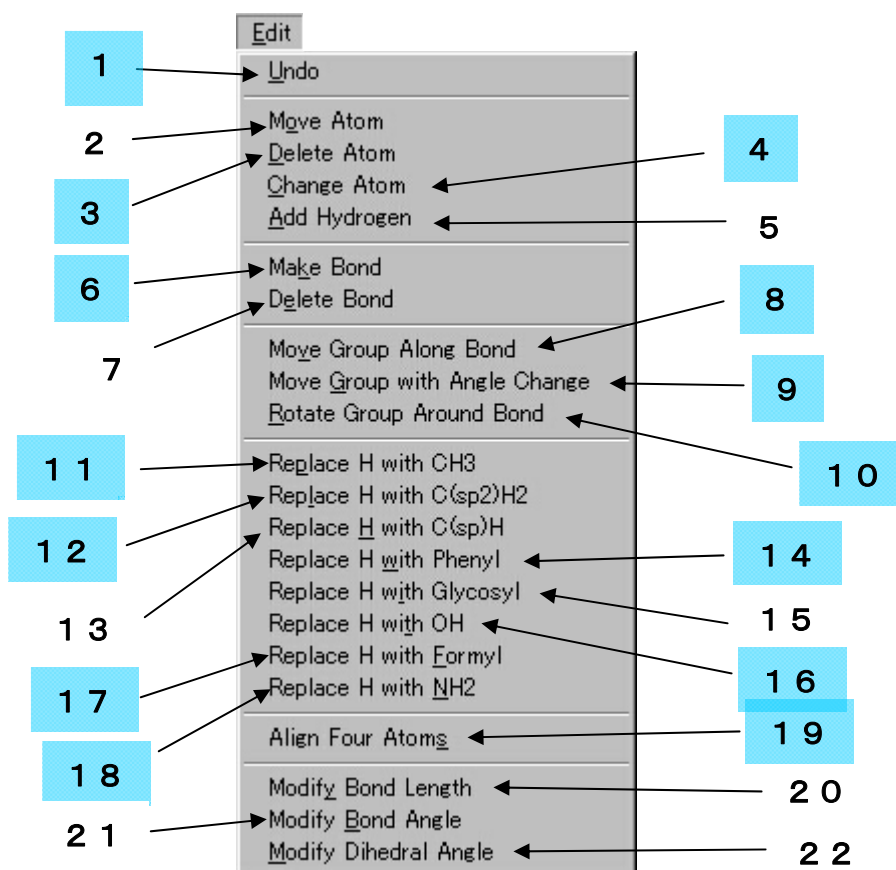 Edit
1
Undo
2
Move Atom
3
Delete Atom
4
Change Atom
5
Add Hydrogen
6
Make Bond
7
Delete Bond
8
Move Group Along Bond
9
Move Group with Angle Change
10
Rotate Group Around Bond
11
Replace H with CH3
12
Replace H with C(sp2)H2
13
Replace H with C(sp)H
14
Replace H with Phenyl
15
Replace H with Glycosyl
16
Replace H with OH
17
Replace H with Formyl
18
Replace H with NH2
19
Align Four Atoms
20
Modify Bond Length
21
Modify Bond Angle
22
Modify Dihedral Angle